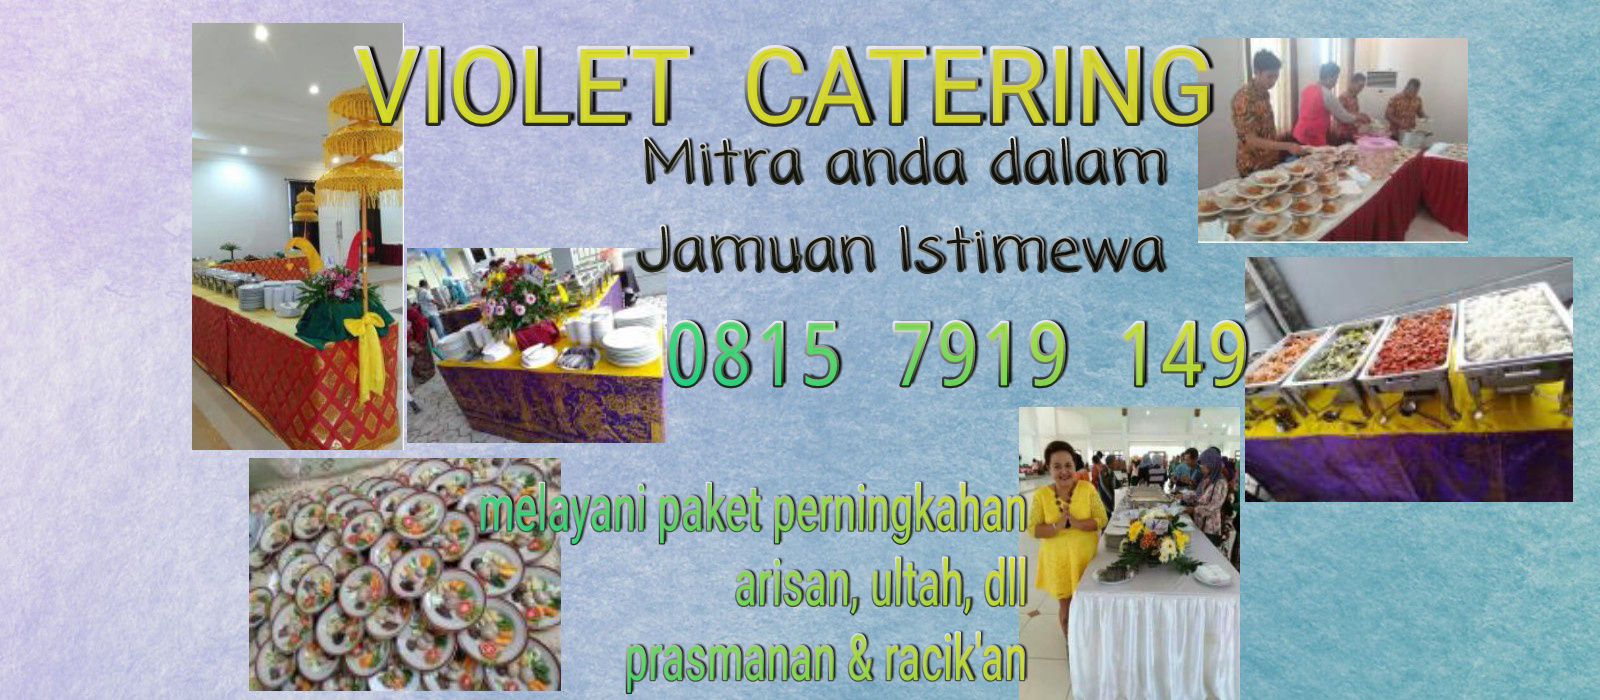 VIOLET CATERING
Mitra anda dalam
Jamuan Istimewa
0815 7919 149
melayani paket perningkahan
arisan, ultah, dll
prasmanan & racik'an